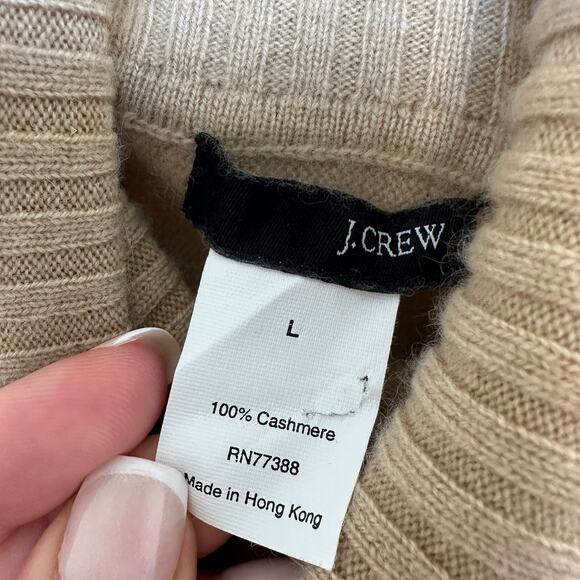 J.CREW
L
100% Cashmere
RN77388
Made in Hong Kong